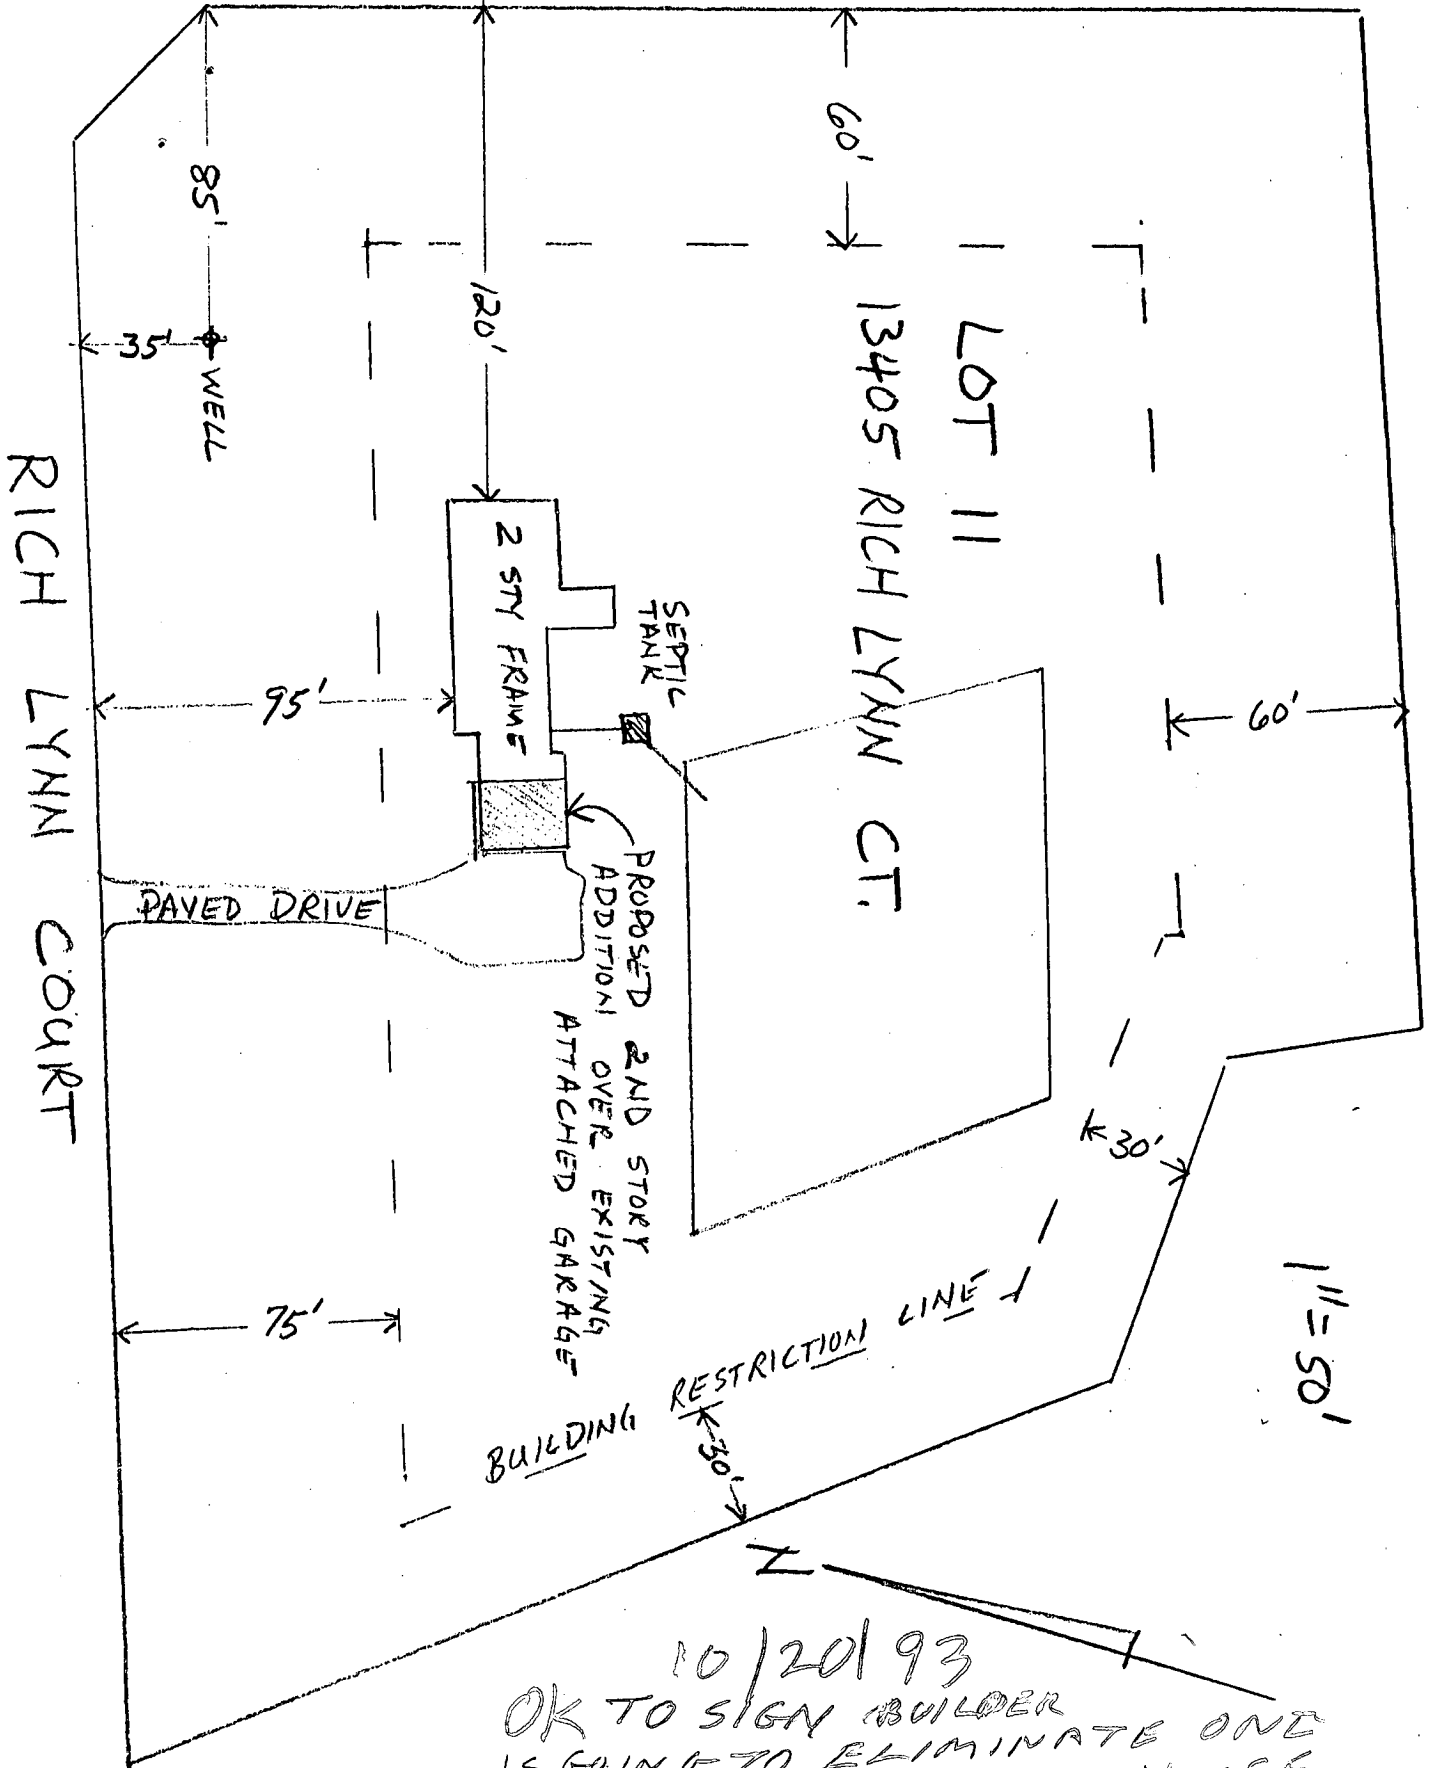 LOT 11
13405 RICH LYNN CT.
1"=50'
60'
60'
120'
85'
35'
WELL
2 STY FRAME
SEPTIC
TANK
95'
PAVED DRIVE
PROPOSED 2ND STORY
ADDITION OVER EXISTING
ATTACHED GARAGE
30'
75'
BUILDING RESTRICTION LINE
30'
RICH LYNN COURT
N
10/20/93
OK TO SIGN BUILDER
IS GOING TO ELIMINATE ONE